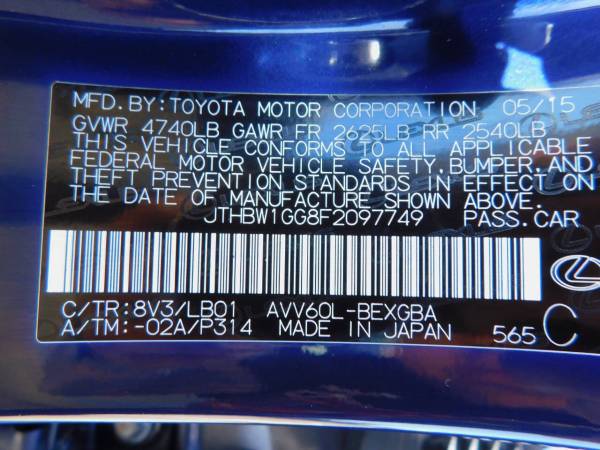 MFD. BY: TOYOTA MOTOR CORPORATION 05/15
GVWR 4740LB GAWR FR 2625LB RR 2540LB
THIS VEHICLE CONFORMS TO ALL APPLICABLE
FEDERAL MOTOR VEHICLE SAFETY, BUMPER, AND
THEFT PREVENTION STANDARDS IN EFFECT ON
THE DATE OF MANUFACTURE SHOWN ABOVE.
JTHBW1GG8F2097749 PASS. CAR
C/TR: 8V3/LB01 AVV60L-BEXGBA
A/TM: -02A/P314 MADE IN JAPAN 565 C